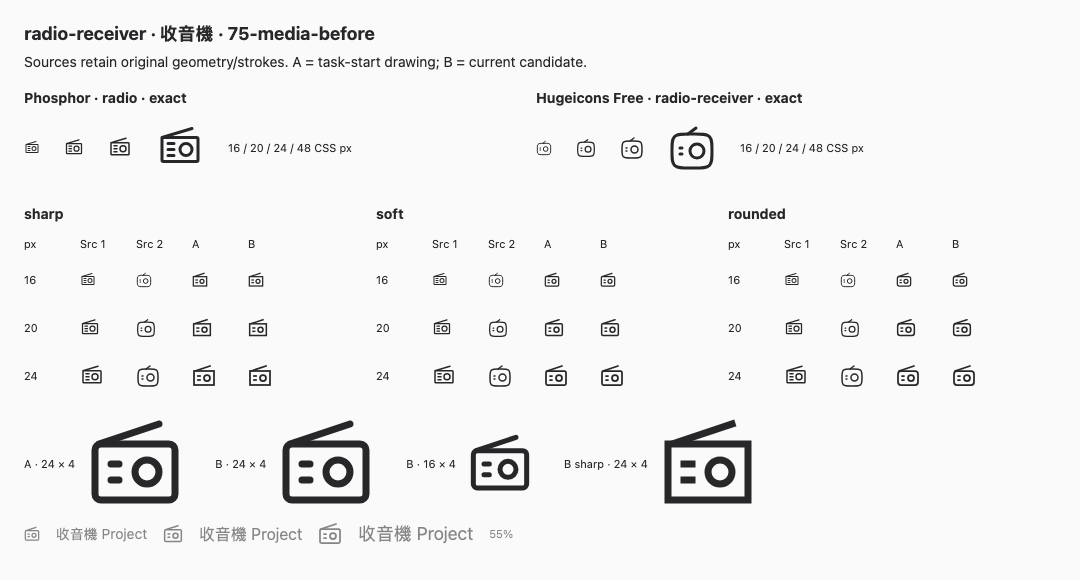 radio-receiver · 收音機 · 75-media-before
Sources retain original geometry/strokes. A = task-start drawing; B = current candidate.
Phosphor · radio · exact
16 / 20 / 24 / 48 CSS px
Hugeicons Free · radio-receiver · exact
16 / 20 / 24 / 48 CSS px
sharp
px Src 1 Src 2 A B
16
20
24
soft
px Src 1 Src 2 A B
16
20
24
rounded
px Src 1 Src 2 A B
16
20
24
A · 24 × 4
B · 24 × 4
B · 16 × 4
B sharp · 24 × 4
收音機 Project 收音機 Project 收音機 Project 55%